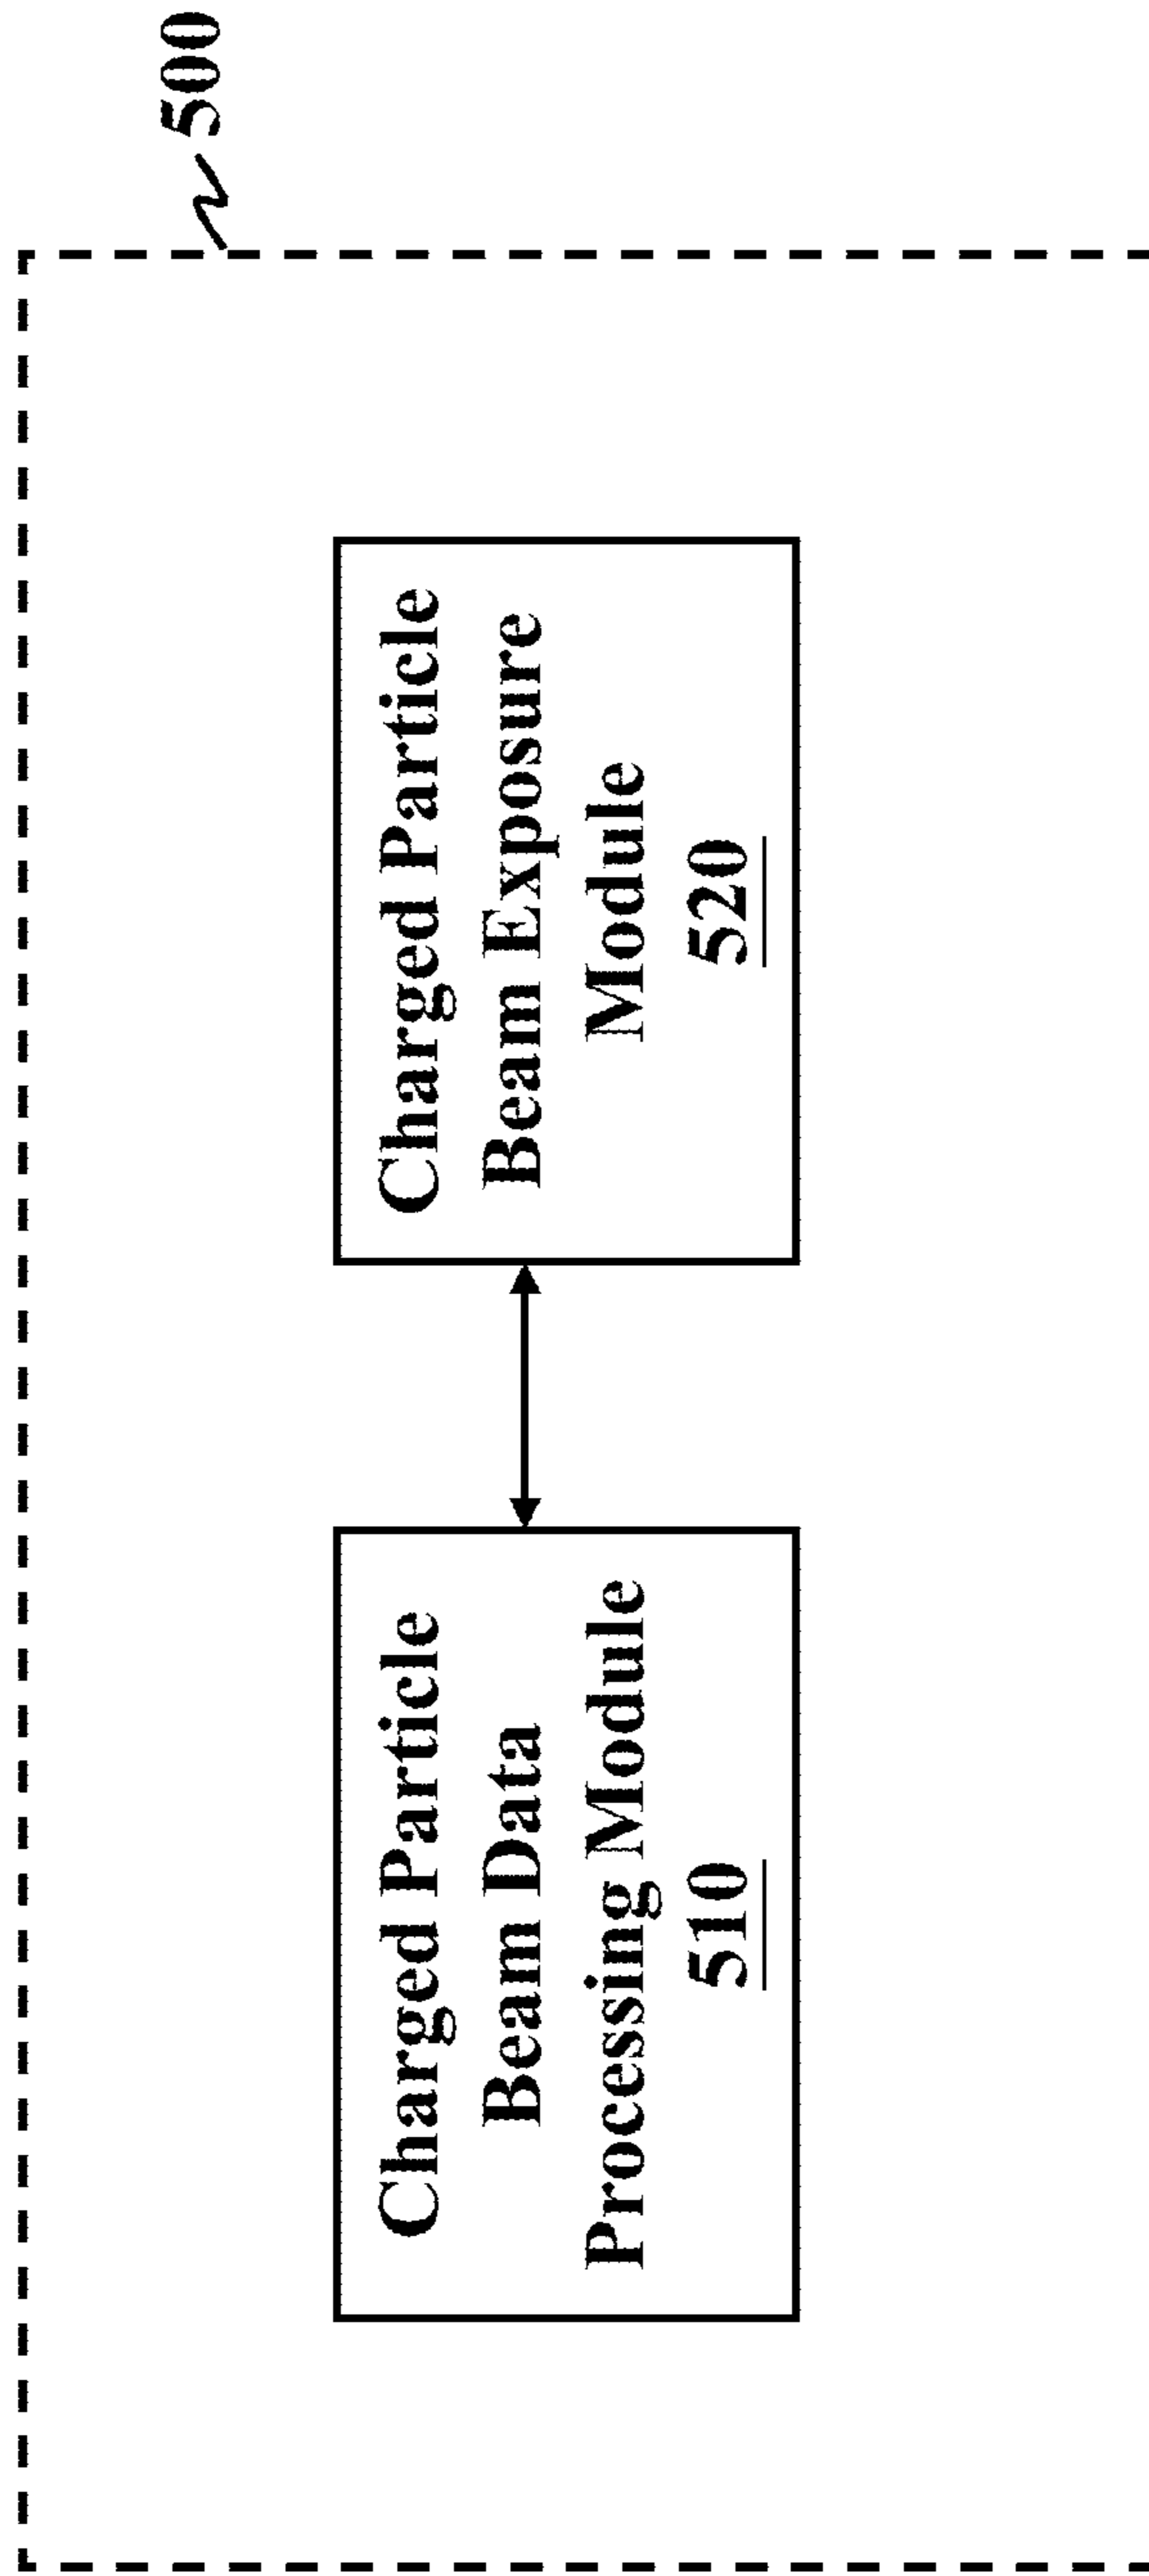 500
Charged Particle
Beam Data
Processing Module
510
Charged Particle
Beam Exposure
Module
520